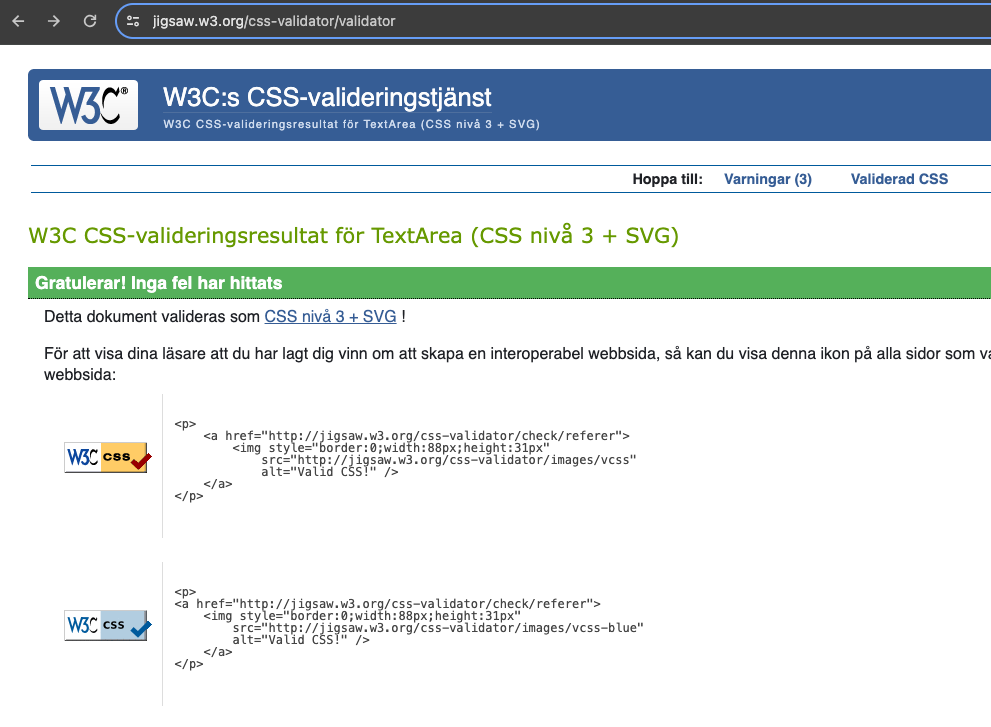 jigsaw.w3.org/css-validator/validator
W3C®
W3C:s CSS-valideringstjänst
W3C CSS-valideringsresultat för TextArea (CSS nivå 3 + SVG)
Hoppa till: Varningar (3) Validerad CSS
W3C CSS-valideringsresultat för TextArea (CSS nivå 3 + SVG)
Gratulerar! Inga fel har hittats
Detta dokument valideras som CSS nivå 3 + SVG !
För att visa dina läsare att du har lagt dig vinn om att skapa en interoperabel webbsida, så kan du visa denna ikon på alla sidor som
webbsida:
W3C css
<p>
    <a href="http://jigsaw.w3.org/css-validator/check/referer">
        <img style="border:0;width:88px;height:31px"
            src="http://jigsaw.w3.org/css-validator/images/vcss"
            alt="Valid CSS!" />
    </a>
</p>
W3C css
<p>
<a href="http://jigsaw.w3.org/css-validator/check/referer">
    <img style="border:0;width:88px;height:31px"
        src="http://jigsaw.w3.org/css-validator/images/vcss-blue"
        alt="Valid CSS!" />
    </a>
</p>